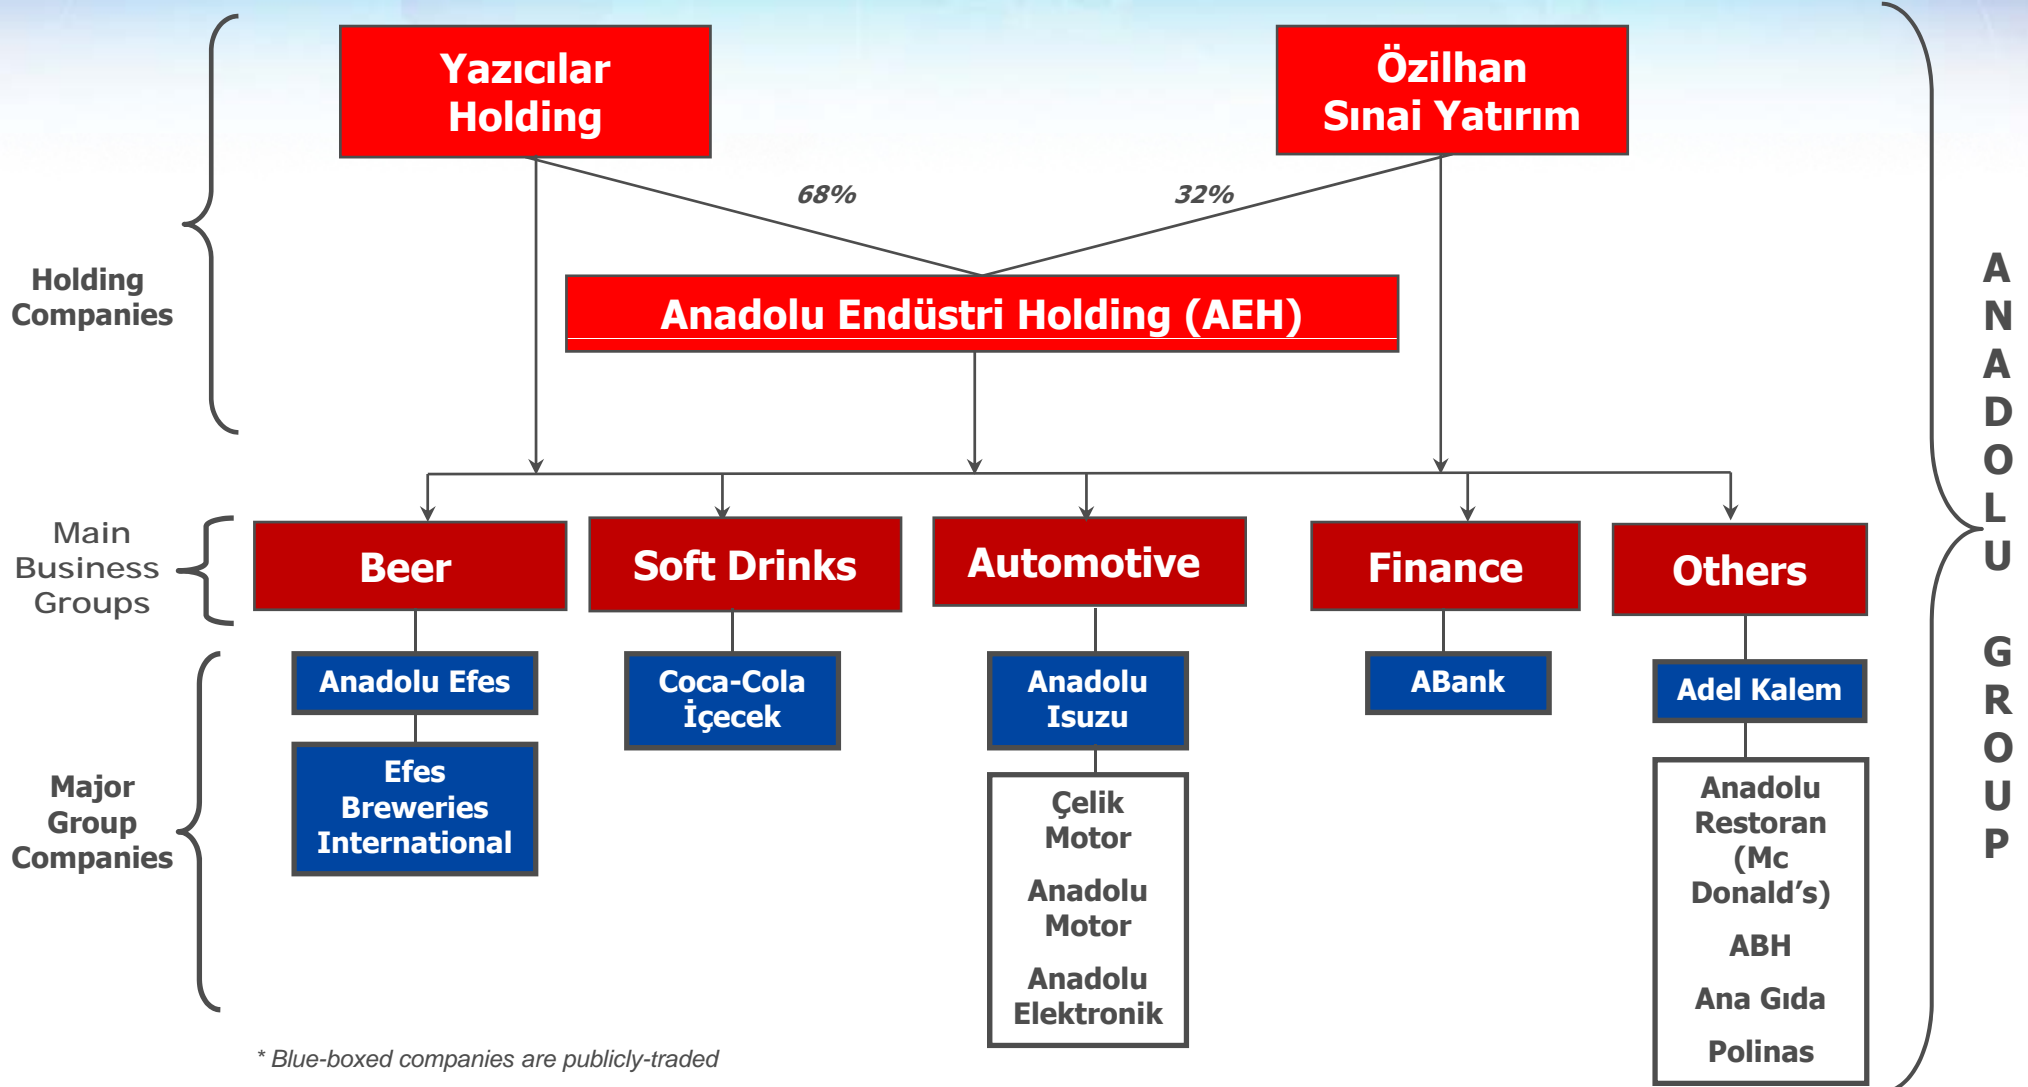 Yazıcılar
Holding
Özilhan
Sınai Yatırım
68%
32%
Holding
Companies
Anadolu Endüstri Holding (AEH)
Main
Business
Groups
Beer
Soft Drinks
Automotive
Finance
Others
Major
Group
Companies
Anadolu Efes
Efes
Breweries
International
Coca-Cola
İçecek
Anadolu
Isuzu
Çelik
Motor
Anadolu
Motor
Anadolu
Elektronik
ABank
Adel Kalem
Anadolu
Restoran
(Mc
Donald’s)
ABH
Ana Gıda
Polinas
ANADOLU GROUP
* Blue-boxed companies are publicly-traded